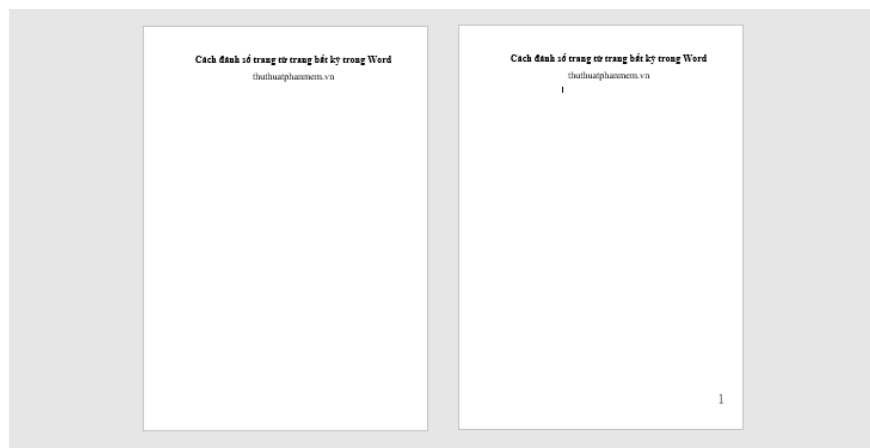 Cách đánh số trang từ trang bất kỳ trong Word
thuthuatphanmem.vn
Cách đánh số trang từ trang bất kỳ trong Word
thuthuatphanmem.vn
1